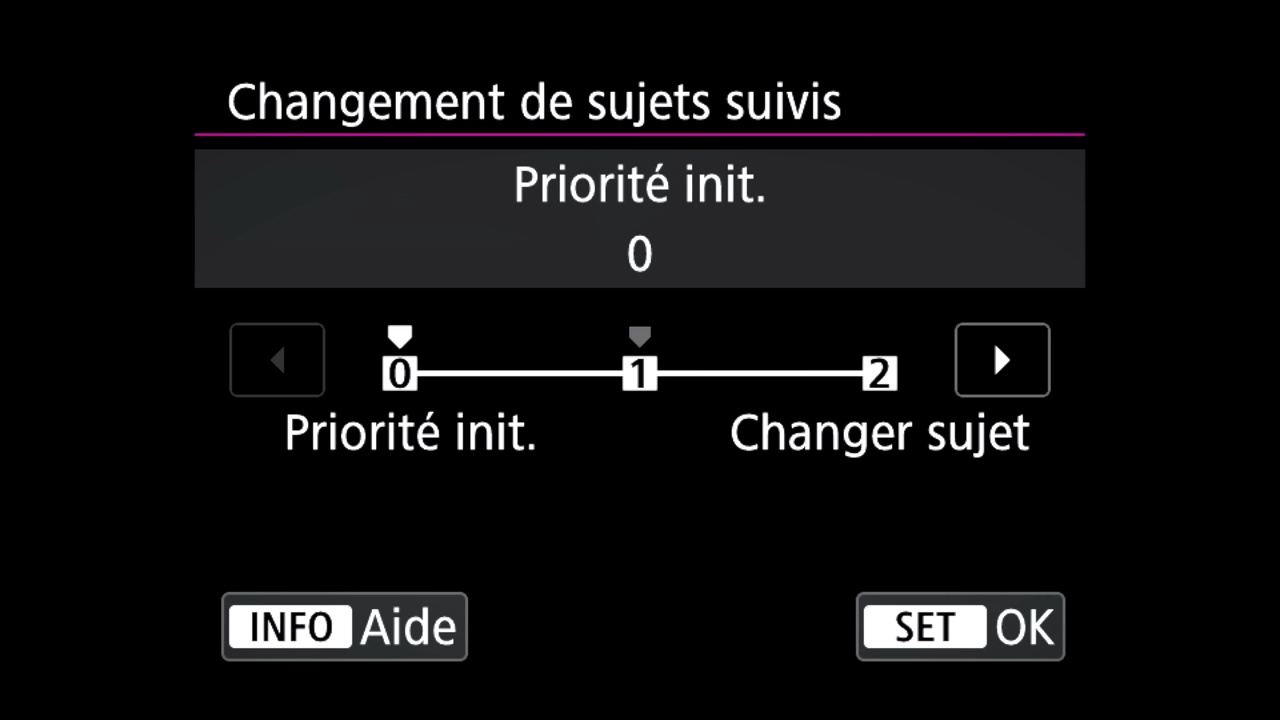 Changement de sujets suivis
Priorité init.
0
0 1 2
Priorité init. Changer sujet
INFO Aide SET OK